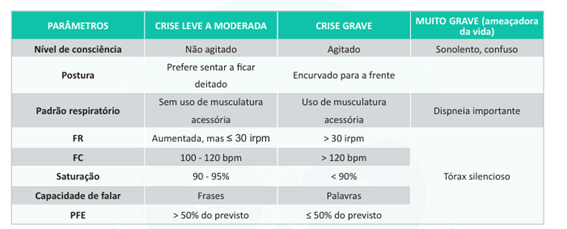 PARÂMETROS CRISE LEVE A MODERADA CRISE GRAVE MUITO GRAVE (ameaçadora
da vida)
Nível de consciência Não agitado Agitado Sonolento, confuso
Postura Prefere sentar a ficar
deitado Encurvado para a frente
Padrão respiratório Sem uso de musculatura
acessória Uso de musculatura
acessória Dispneia importante
FR Aumentada, mas ≤ 30 irpm > 30 irpm
FC 100 - 120 bpm > 120 bpm
Saturação 90 - 95% < 90% Tórax silencioso
Capacidade de falar Frases Palavras
PFE > 50% do previsto ≤ 50% do previsto